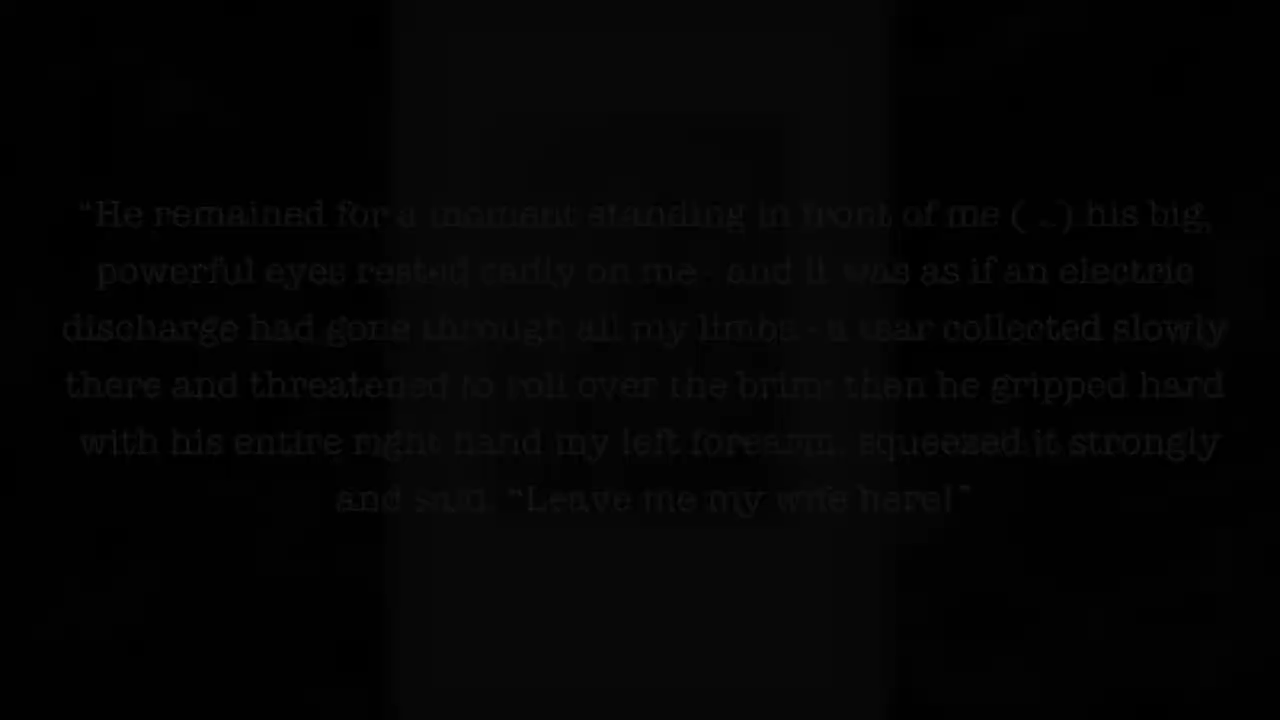 “He remained for a moment standing in front of me (...) his big,
powerful eyes rested sadly on me - and it was as if an electric
discharge had gone through all my limbs - a tear collected slowly
there and threatened to roll over the brim; then he gripped hard
with his entire right hand my left forearm, squeezed it strongly
and said: “Leave me my wife here!”